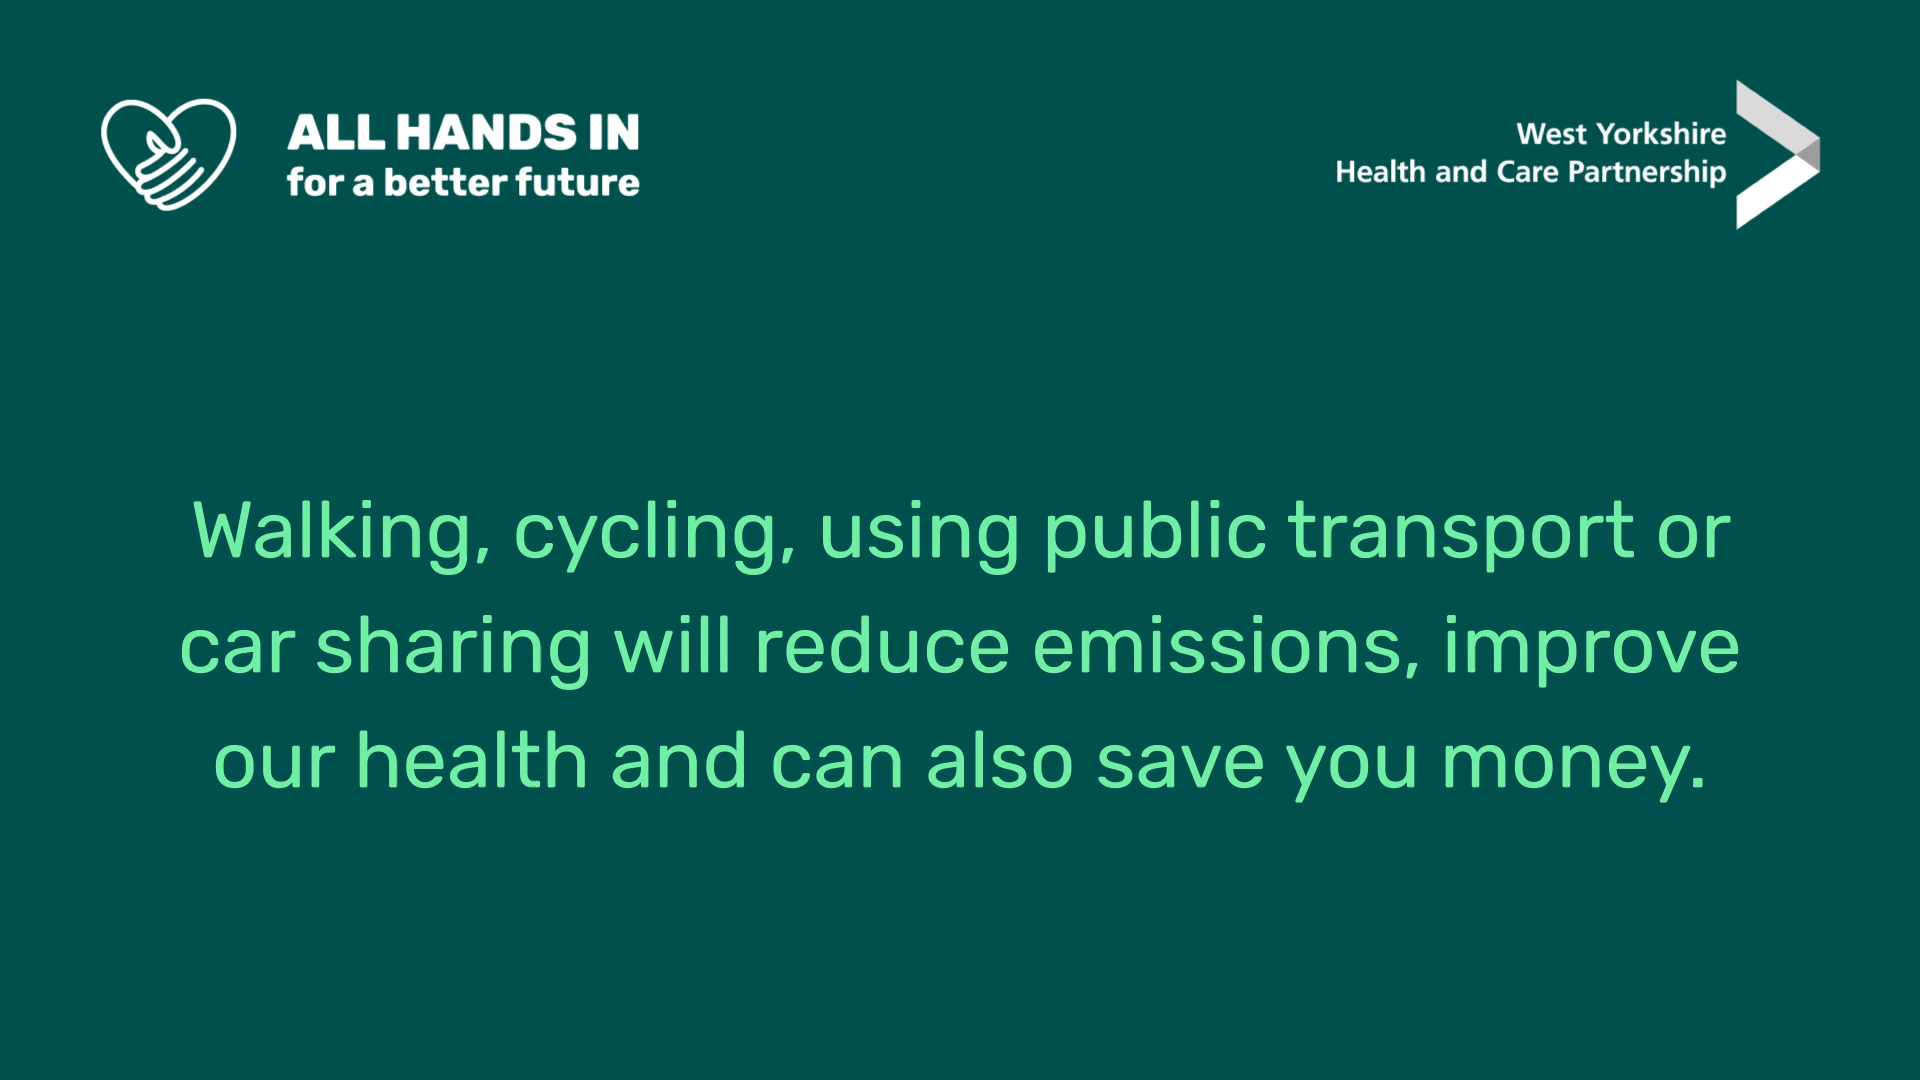 ALL HANDS IN
for a better future
West Yorkshire
Health and Care Partnership
Walking, cycling, using public transport or
car sharing will reduce emissions, improve
our health and can also save you money.